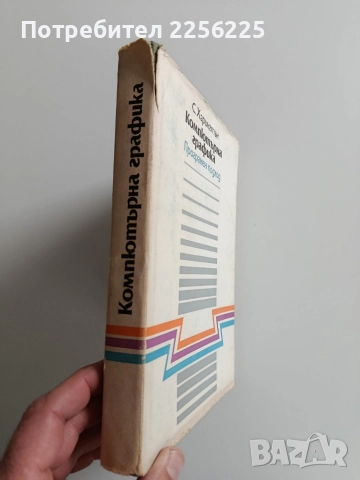 Потребител 2256225
Компютърна графика
С. Харингтън
Компютърна
графика
Програмен подход
BAZAR